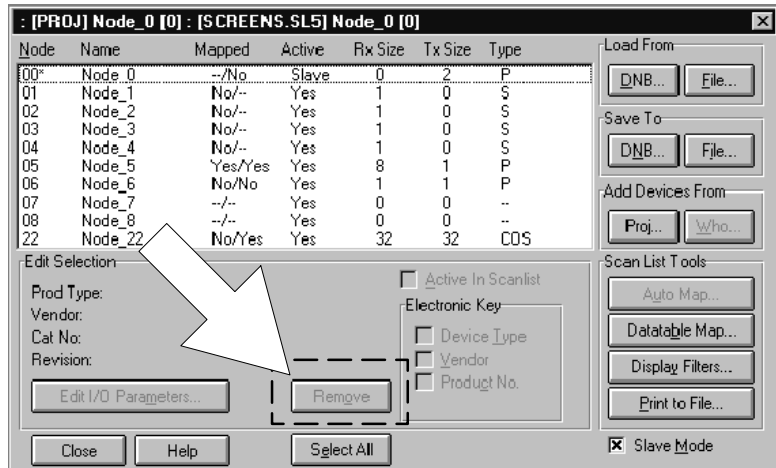 : [PROJ] Node_0 [0] : [SCREENS.SL5] Node_0 [0]
Node Name Mapped Active Rx Size Tx Size Type
00* Node_0 --/No Slave 0 2 P
01 Node_1 No/-- Yes 1 0 S
02 Node_2 No/-- Yes 1 0 S
03 Node_3 No/-- Yes 1 0 S
04 Node_4 No/-- Yes 1 0 S
05 Node_5 Yes/Yes Yes 8 1 P
06 Node_6 No/No Yes 1 1 P
07 Node_7 --/-- Yes 0 0 --
08 Node_8 --/-- Yes 0 0 --
22 Node_22 No/Yes Yes 32 32 COS
Load From
DNB... File...
Save To
DNB... File...
Add Devices From
Proj... Who...
Edit Selection
Prod Type:
Vendor:
Cat No:
Revision:
Edit I/O Parameters...
Remove
Active In Scanlist
Electronic Key
Device Type
Vendor
Product No.
Scan List Tools
Auto Map...
Datatable Map...
Display Filters...
Print to File...
Close Help Select All
Slave Mode